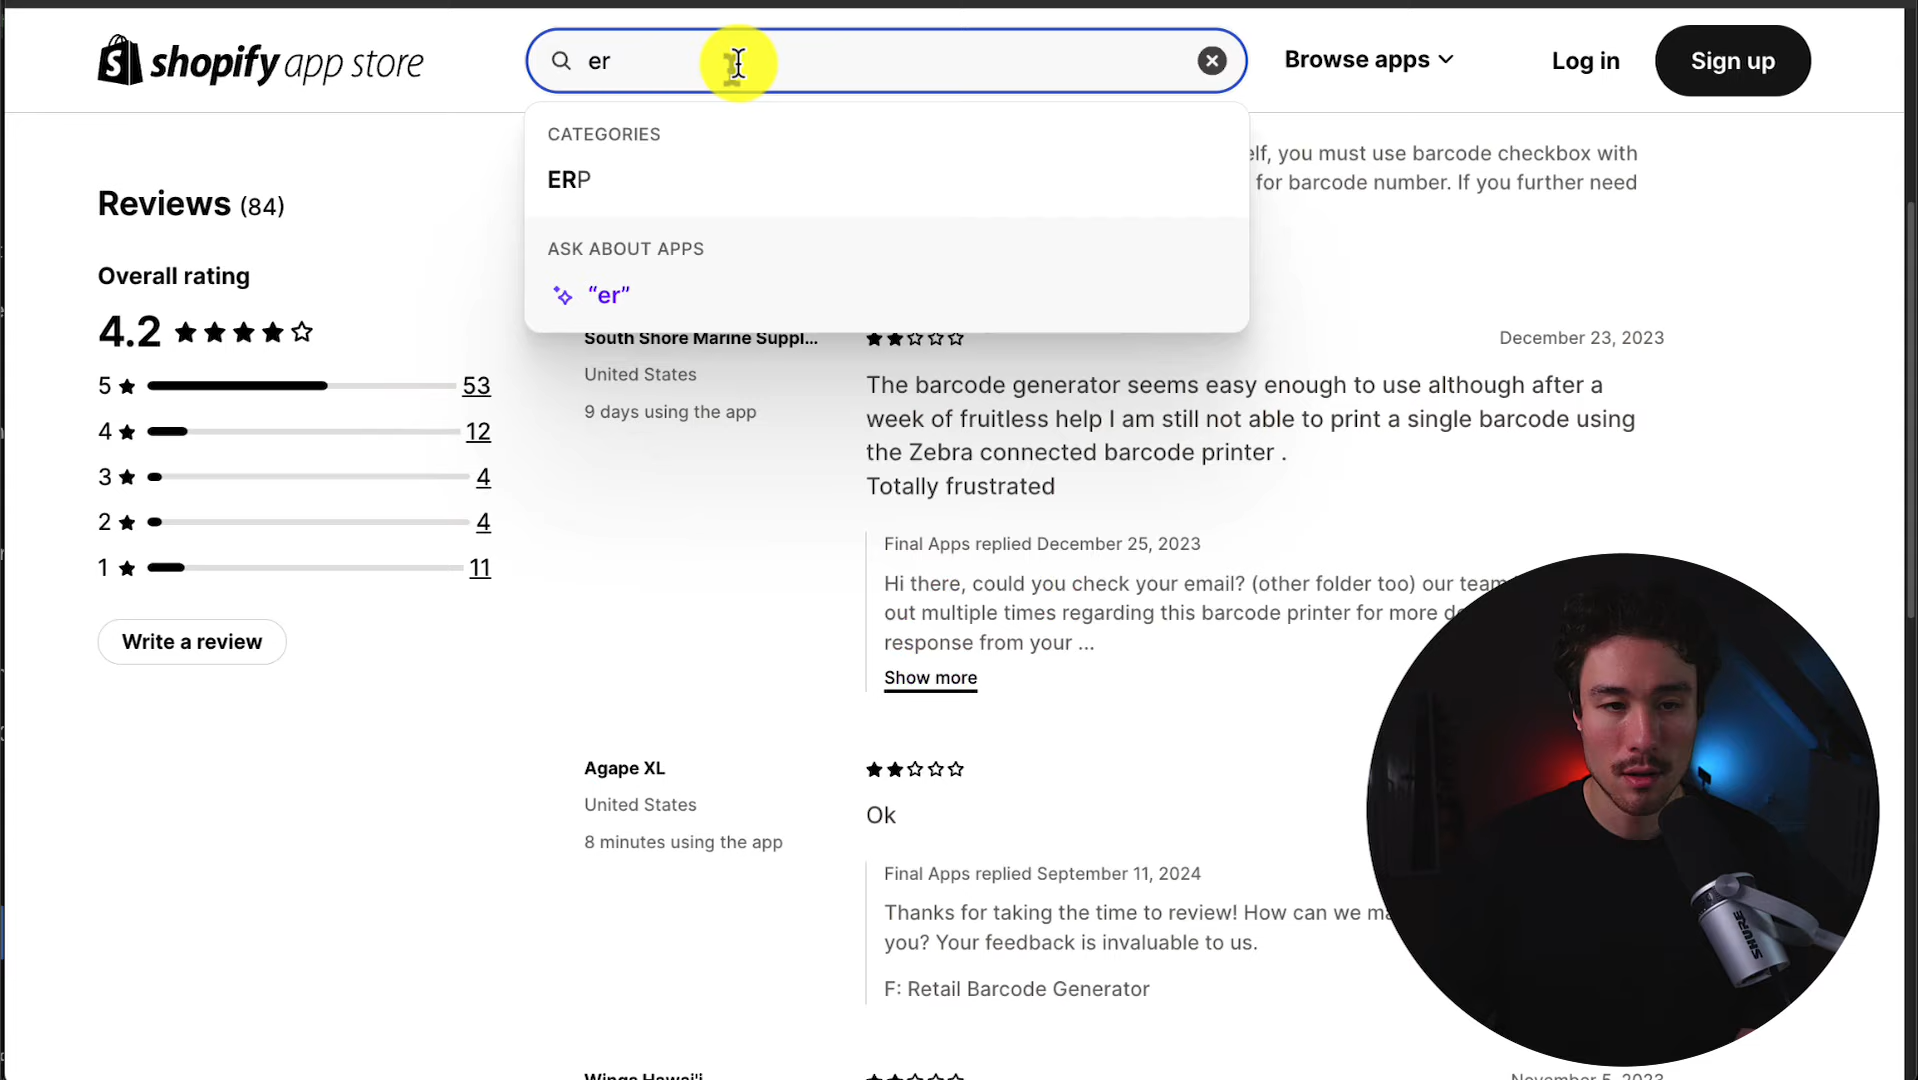 shopify app store
er
Browse apps
Log in
Sign up
CATEGORIES
ERP
ASK ABOUT APPS
“er”
elf, you must use barcode checkbox with
for barcode number. If you further need
Reviews (84)
Overall rating
4.2
5 53
4 12
3 4
2 4
1 11
Write a review
South Shore Marine Suppl...
United States
9 days using the app
December 23, 2023
The barcode generator seems easy enough to use although after a
week of fruitless help I am still not able to print a single barcode using
the Zebra connected barcode printer .
Totally frustrated
Final Apps replied December 25, 2023
Hi there, could you check your email? (other folder too) our team
out multiple times regarding this barcode printer for more de
response from your ...
Show more
Agape XL
United States
8 minutes using the app
Ok
Final Apps replied September 11, 2024
Thanks for taking the time to review! How can we ma
you? Your feedback is invaluable to us.
F: Retail Barcode Generator
Wings Hawai'i
November 5, 2023
SHURE